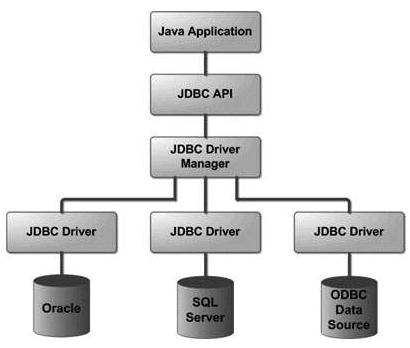 Java Application
JDBC API
JDBC Driver
Manager
JDBC Driver
JDBC Driver
JDBC Driver
Oracle
SQL
Server
ODBC
Data
Source